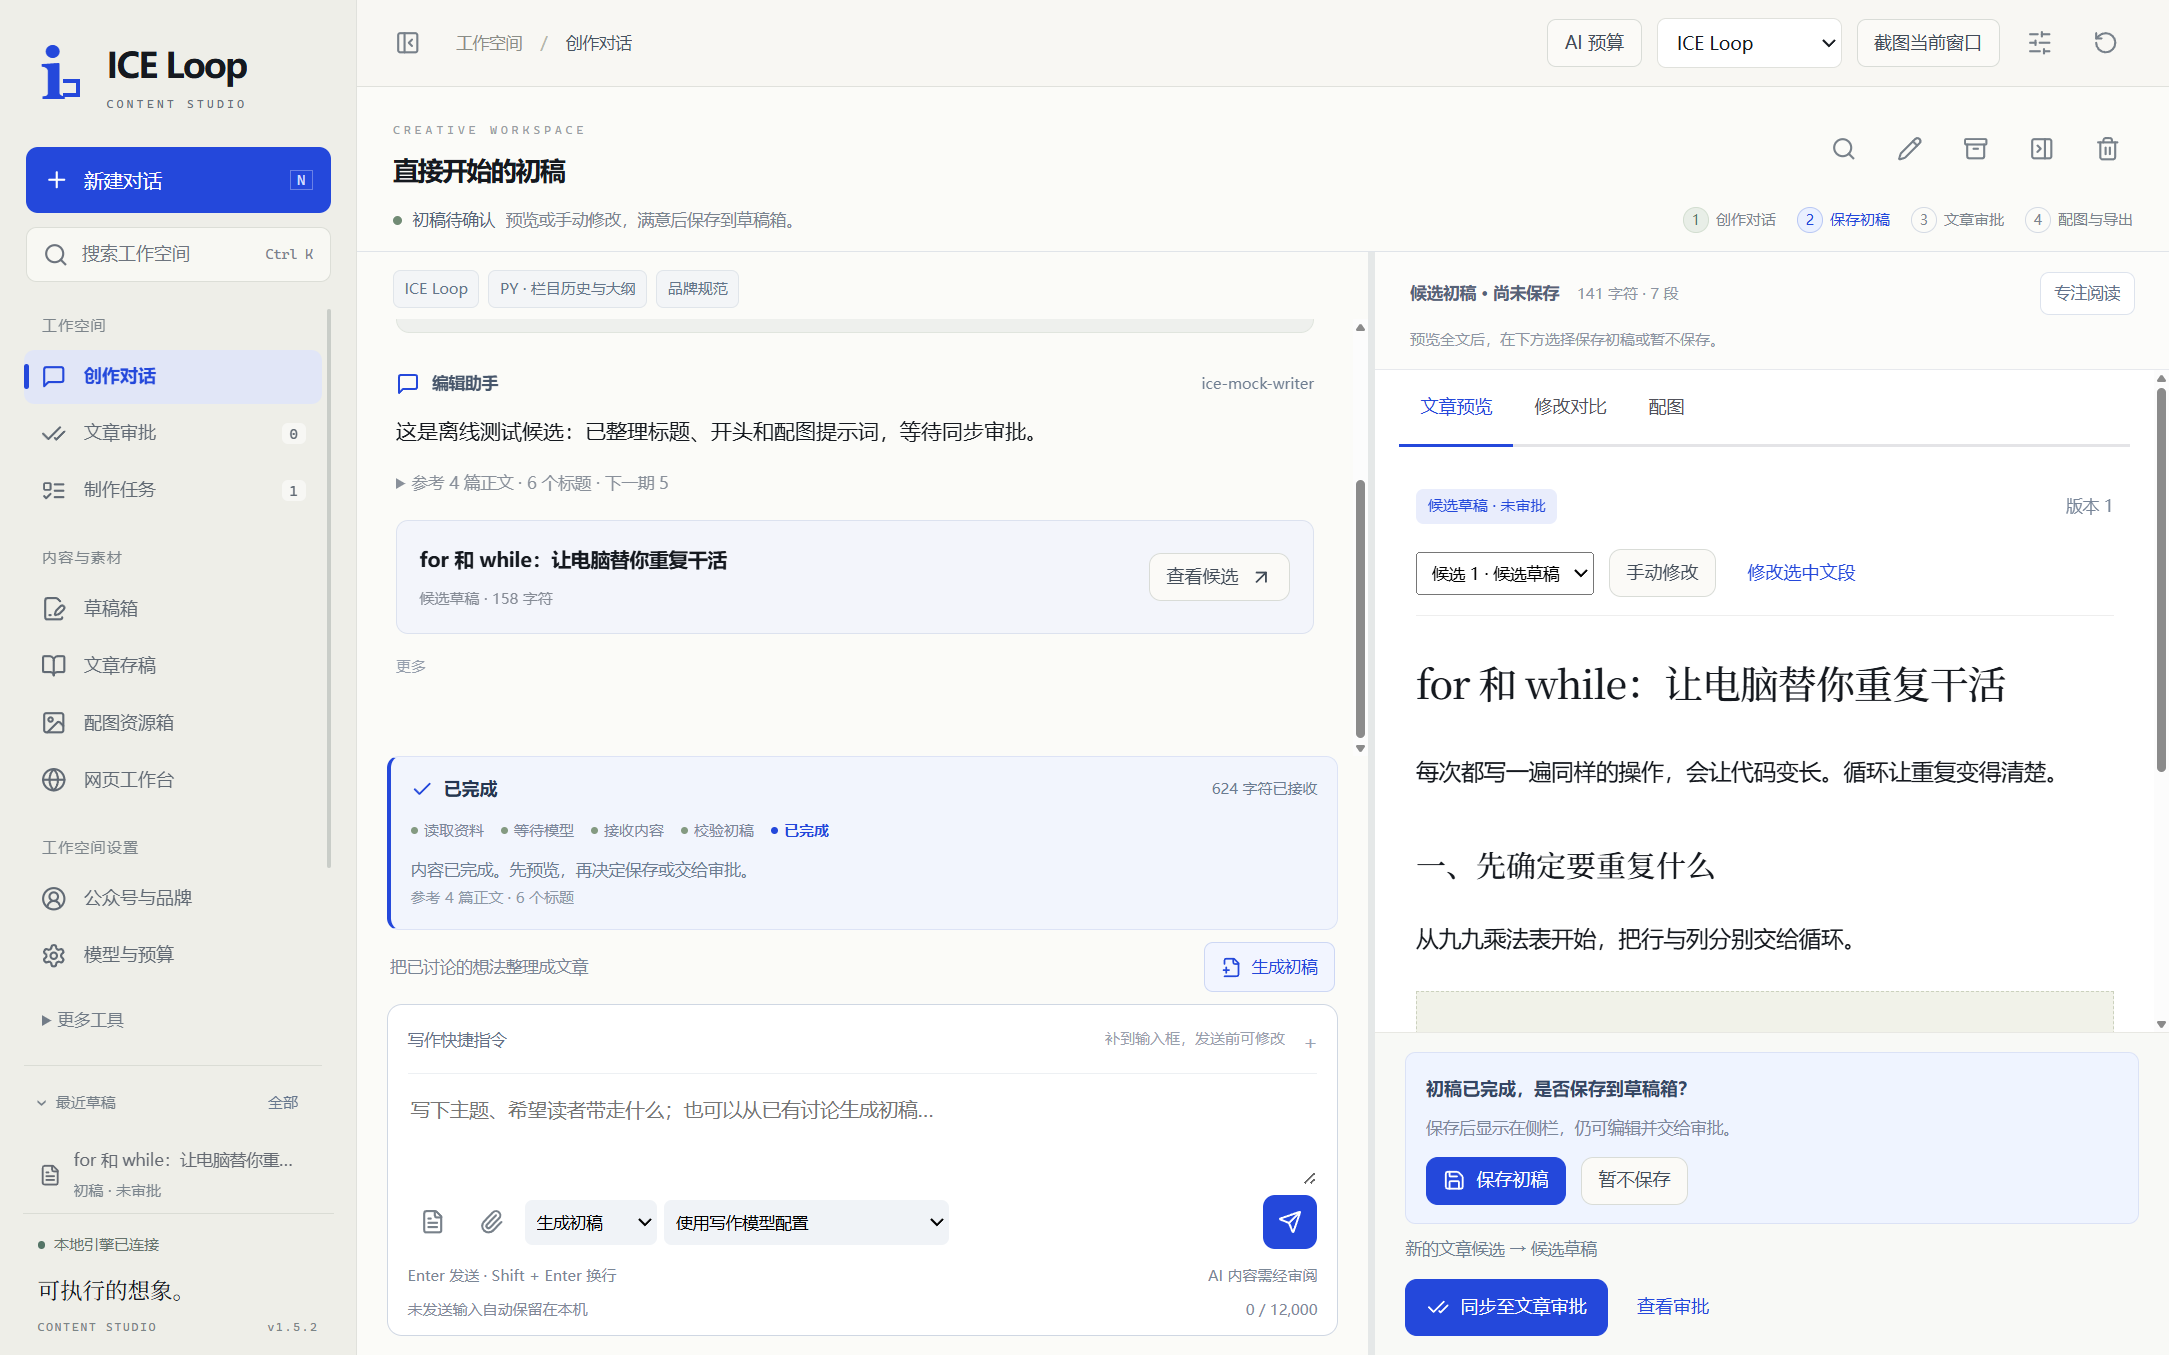 ICE Loop
CONTENT STUDIO
新建对话
N
搜索工作空间
Ctrl K
工作空间
创作对话
文章审批
0
制作任务
1
内容与素材
草稿箱
文章存稿
配图资源箱
网页工作台
工作空间设置
公众号与品牌
模型与预算
更多工具
最近草稿
全部
for 和 while：让电脑替你重...
初稿 · 未审批
本地引擎已连接
可执行的想象。
CONTENT STUDIO
v1.5.2
工作空间 / 创作对话
AI 预算
ICE Loop
截图当前窗口
CREATIVE WORKSPACE
直接开始的初稿
初稿待确认 预览或手动修改，满意后保存到草稿箱。
1 创作对话
2 保存初稿
3 文章审批
4 配图与导出
ICE Loop
PY · 栏目历史与大纲
品牌规范
编辑助手
ice-mock-writer
这是离线测试候选：已整理标题、开头和配图提示词，等待同步审批。
参考 4 篇正文 · 6 个标题 · 下一期 5
for 和 while：让电脑替你重复干活
候选草稿 · 158 字符
查看候选
更多
已完成
624 字符已接收
读取资料
等待模型
接收内容
校验初稿
已完成
内容已完成。先预览，再决定保存或交给审批。
参考 4 篇正文 · 6 个标题
把已讨论的想法整理成文章
生成初稿
写作快捷指令
补到输入框，发送前可修改 +
写下主题、希望读者带走什么；也可以从已有讨论生成初稿...
生成初稿
使用写作模型配置
Enter 发送 · Shift + Enter 换行
AI 内容需经审阅
未发送输入自动保留在本机
0 / 12,000
候选初稿 • 尚未保存
141 字符 · 7 段
专注阅读
预览全文后，在下方选择保存初稿或暂不保存。
文章预览
修改对比
配图
候选草稿 · 未审批
版本 1
候选 1 · 候选草稿
手动修改
修改选中文段
for 和 while：让电脑替你重复干活
每次都写一遍同样的操作，会让代码变长。循环让重复变得清楚。
一、先确定要重复什么
从九九乘法表开始，把行与列分别交给循环。
初稿已完成，是否保存到草稿箱？
保存后显示在侧栏，仍可编辑并交给审批。
保存初稿
暂不保存
新的文章候选 → 候选草稿
同步至文章审批
查看审批